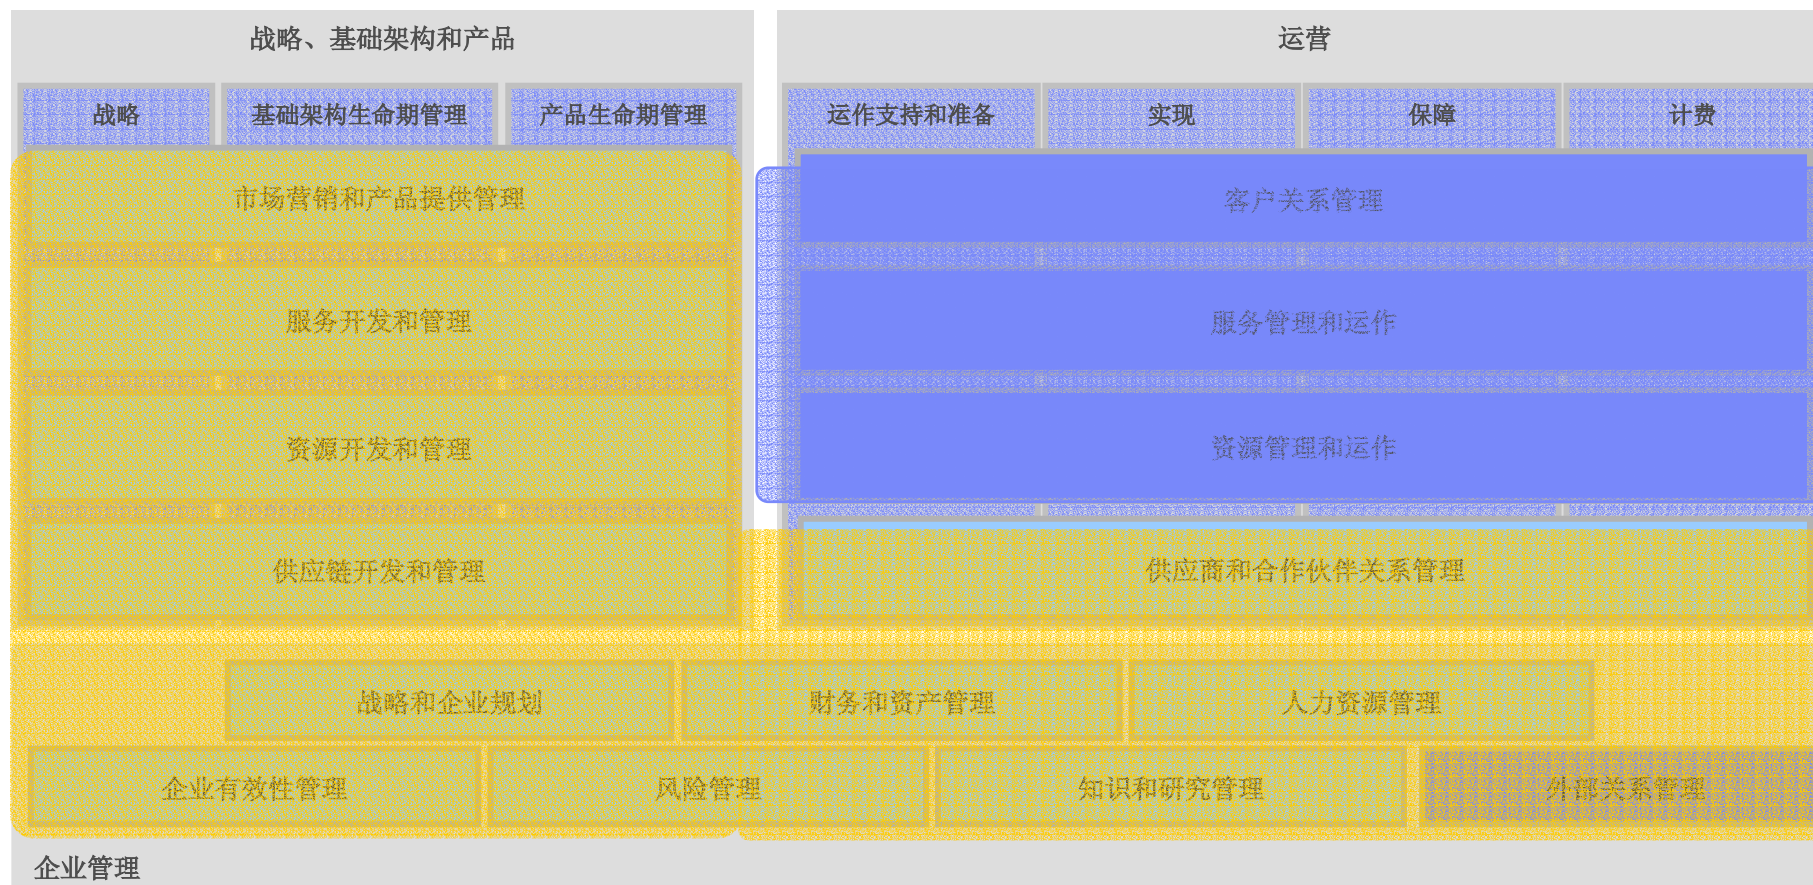 战略、基础架构和产品
运营
战略
基础架构生命期管理
产品生命期管理
运作支持和准备
实现
保障
计费
市场营销和产品提供管理
客户关系管理
服务开发和管理
服务管理和运作
资源开发和管理
资源管理和运作
供应链开发和管理
供应商和合作伙伴关系管理
战略和企业规划
财务和资产管理
人力资源管理
企业有效性管理
风险管理
知识和研究管理
外部关系管理
企业管理